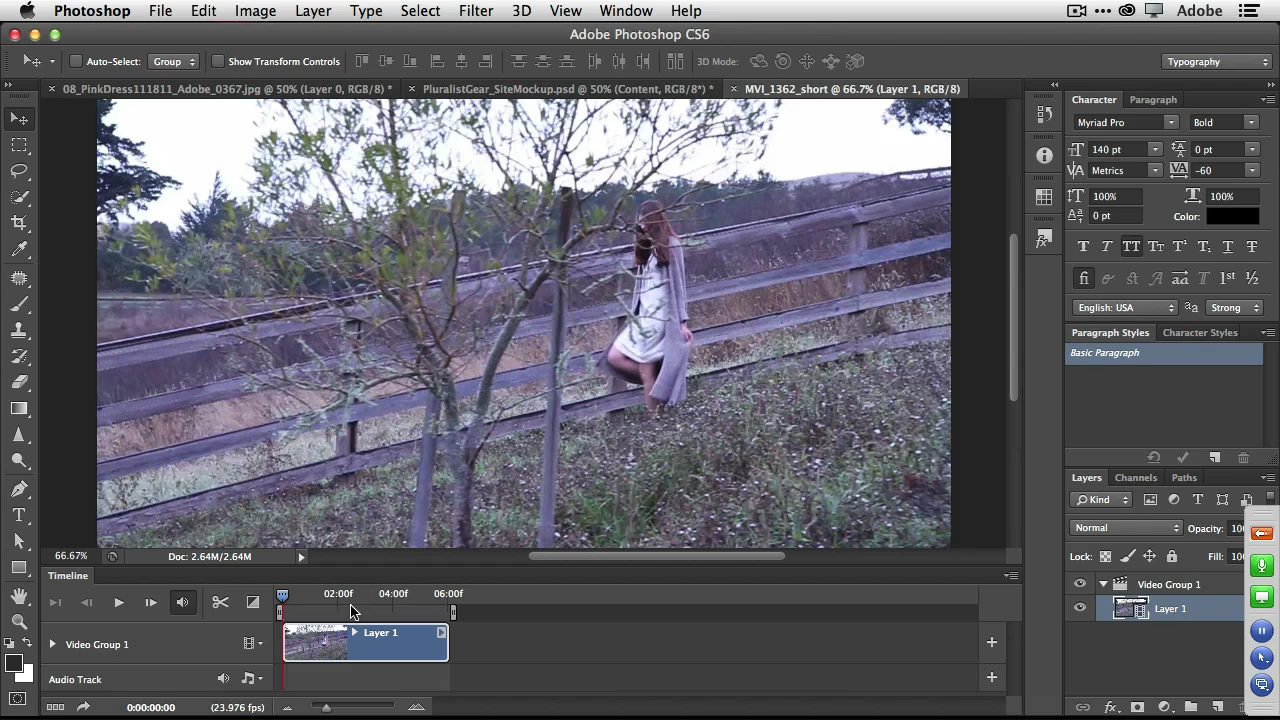 Photoshop File Edit Image Layer Type Select Filter 3D View Window Help Adobe
Adobe Photoshop CS6
Auto-Select: Group Show Transform Controls 3D Mode: Typography
08_PinkDress111811_Adobe_0367.jpg @ 50% (Layer 0, RGB/8) * PluralistGear_SiteMockup.psd @ 50% (Content, RGB/8*) * MVI_1362_short @ 66.7% (Layer 1, RGB/8)
Character Paragraph
Myriad Pro Bold
140 pt 0 pt
Metrics -60
100% 100%
0 pt Color:
English: USA Strong
Paragraph Styles Character Styles
Basic Paragraph
Layers Channels Paths
Kind
Normal Opacity: 10
Lock: Fill: 10
Video Group 1
Layer 1
66.67% Doc: 2.64M/2.64M
Timeline
02:00f 04:00f 06:00f
Layer 1
Video Group 1
Audio Track
0:00:00:00 (23.976 fps)